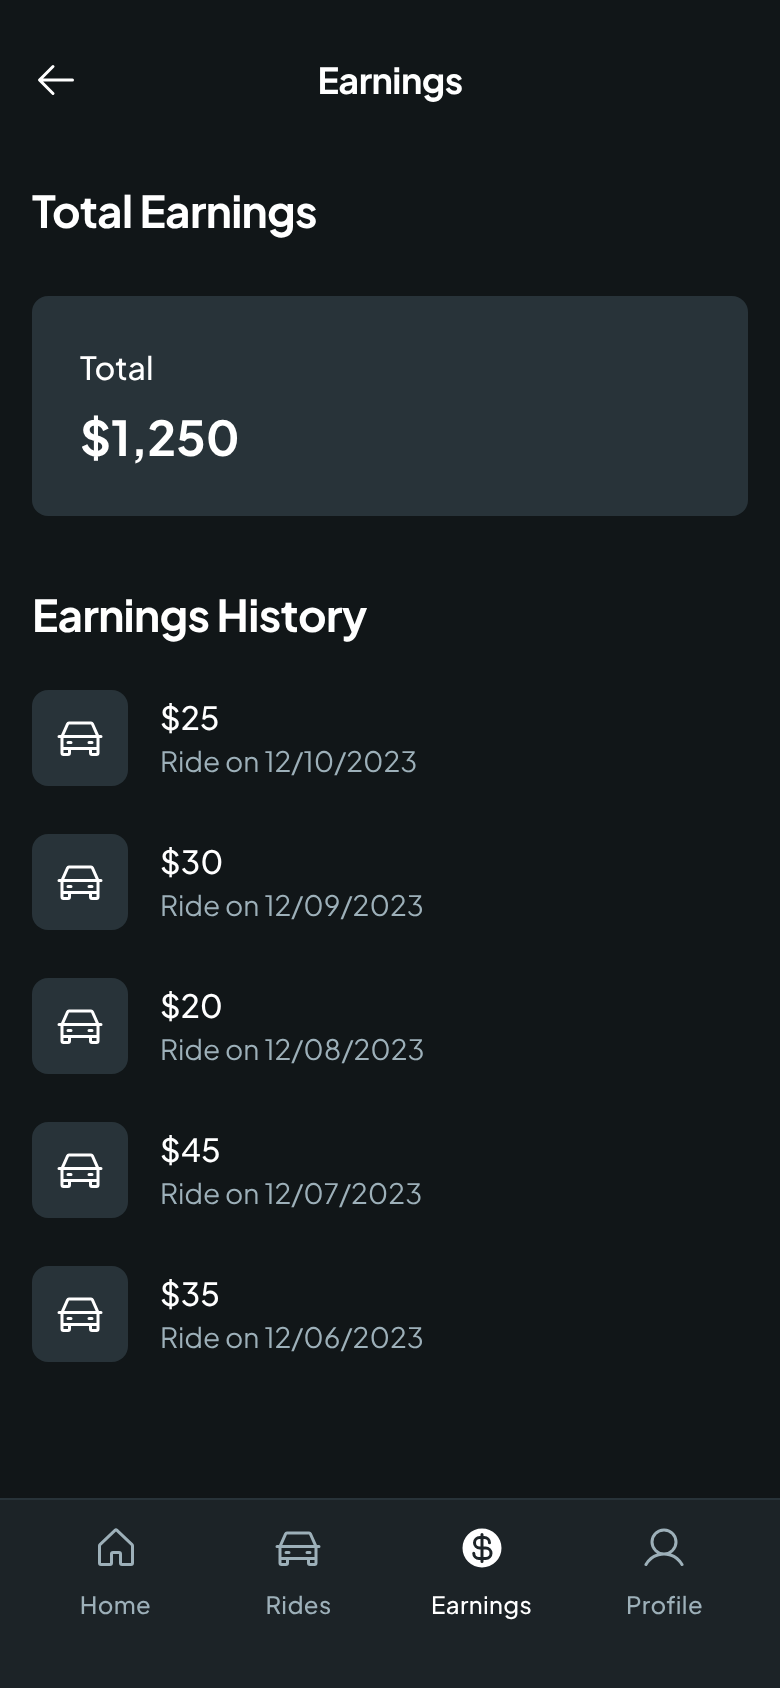 Earnings
Total Earnings
Total
$1,250
Earnings History
$25
Ride on 12/10/2023
$30
Ride on 12/09/2023
$20
Ride on 12/08/2023
$45
Ride on 12/07/2023
$35
Ride on 12/06/2023
Home Rides Earnings Profile